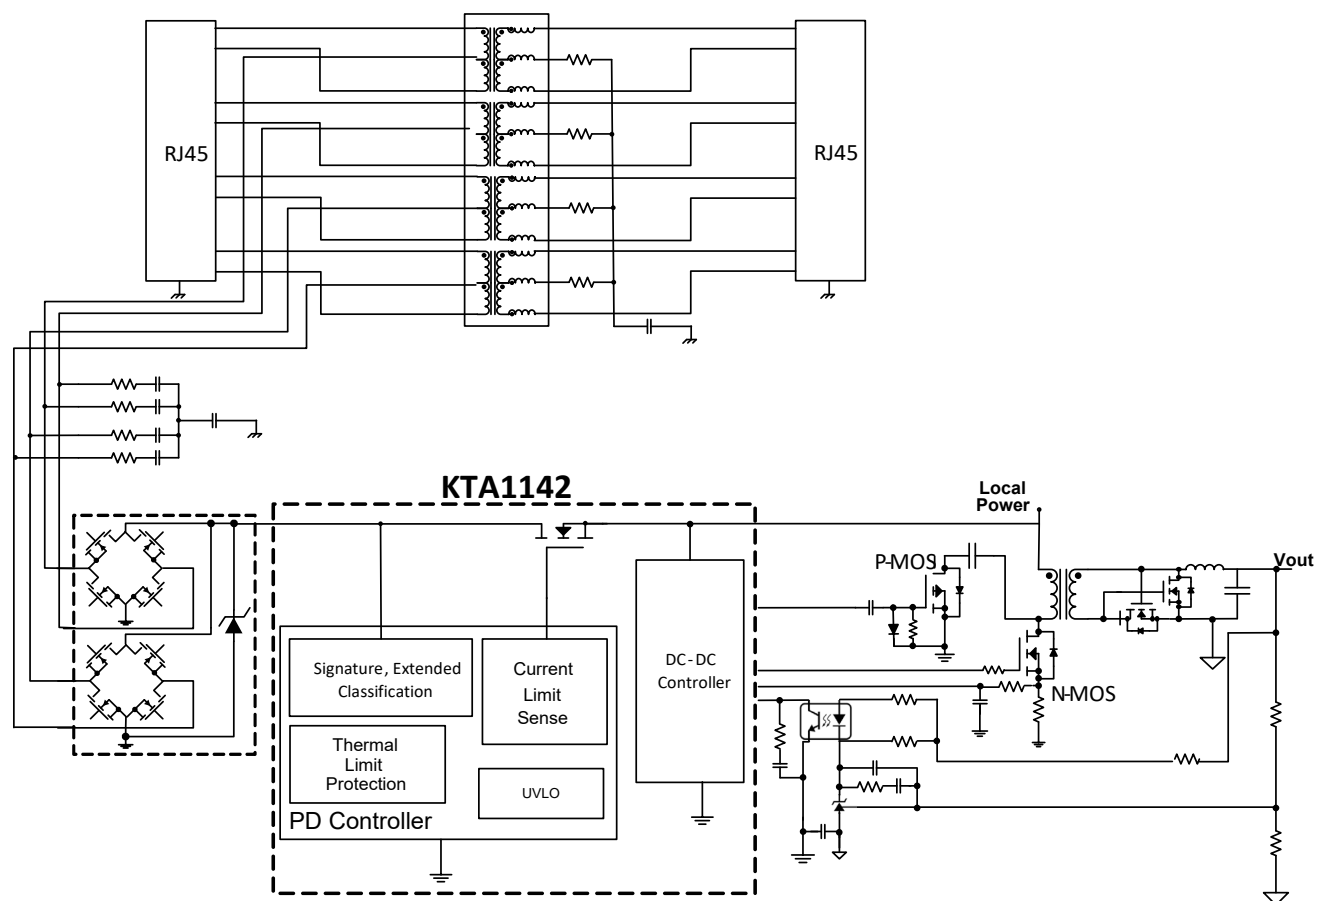 RJ45
RJ45
KTA1142
Local
Power
P-MOS
Vout
Signature, Extended
Classification
Current
Limit
Sense
DC-DC
Controller
N-MOS
Thermal
Limit
Protection
UVLO
PD Controller